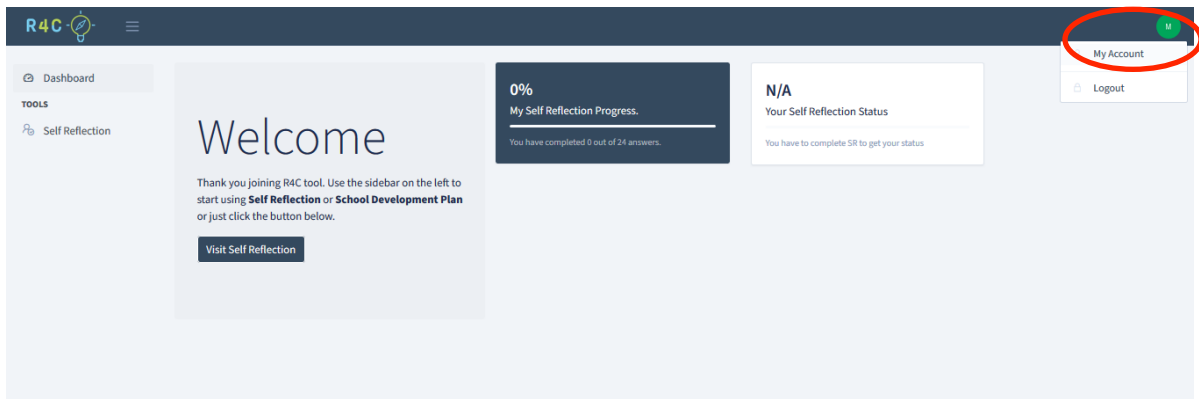 R4C
M
My Account
Logout
Dashboard
TOOLS
Self Reflection
Welcome
Thank you joining R4C tool. Use the sidebar on the left to
start using Self Reflection or School Development Plan
or just click the button below.
Visit Self Reflection
0%
My Self Reflection Progress.
You have completed 0 out of 24 answers.
N/A
Your Self Reflection Status
You have to complete SR to get your status